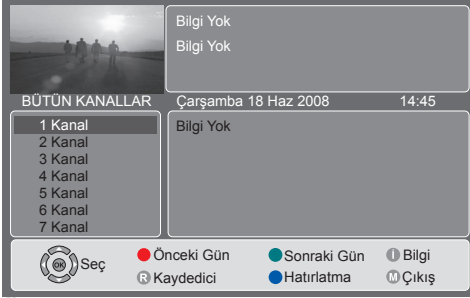 Bilgi Yok
Bilgi Yok
BÜTÜN KANALLAR Çarşamba 18 Haz 2008 14:45
1 Kanal
2 Kanal
3 Kanal
4 Kanal
5 Kanal
6 Kanal
7 Kanal
Bilgi Yok
OK Seç Önceki Gün Sonraki Gün I Bilgi
R Kaydedici Hatırlatma M Çıkış